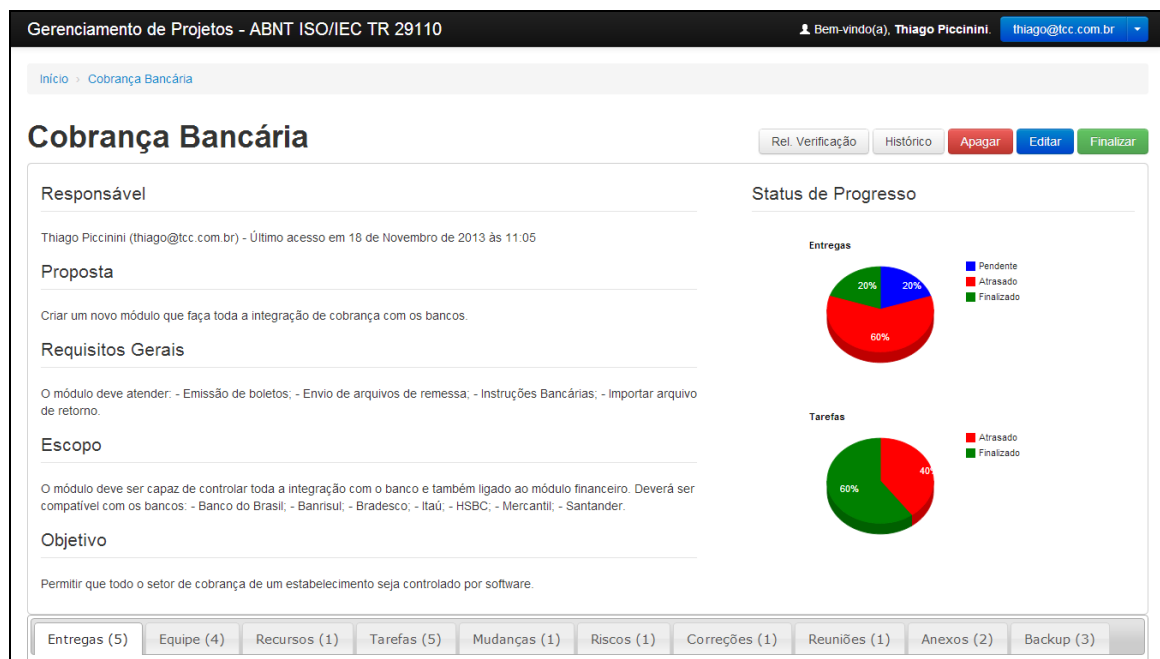 Gerenciamento de Projetos - ABNT ISO/IEC TR 29110
Bem-vindo(a), Thiago Piccinini.
thiago@tcc.com.br
Início › Cobrança Bancária
Cobrança Bancária
Rel. Verificação
Histórico
Apagar
Editar
Finalizar
Responsável
Thiago Piccinini (thiago@tcc.com.br) - Último acesso em 18 de Novembro de 2013 às 11:05
Proposta
Criar um novo módulo que faça toda a integração de cobrança com os bancos.
Requisitos Gerais
O módulo deve atender: - Emissão de boletos; - Envio de arquivos de remessa; - Instruções Bancárias; - Importar arquivo
de retorno.
Escopo
O módulo deve ser capaz de controlar toda a integração com o banco e também ligado ao módulo financeiro. Deverá ser
compatível com os bancos: - Banco do Brasil; - Banrisul; - Bradesco; - Itaú; - HSBC; - Mercantil; - Santander.
Objetivo
Permitir que todo o setor de cobrança de um estabelecimento seja controlado por software.
Status de Progresso
Entregas
20%
20%
60%
Pendente
Atrasado
Finalizado
Tarefas
40%
60%
Atrasado
Finalizado
Entregas (5)
Equipe (4)
Recursos (1)
Tarefas (5)
Mudanças (1)
Riscos (1)
Correções (1)
Reuniões (1)
Anexos (2)
Backup (3)